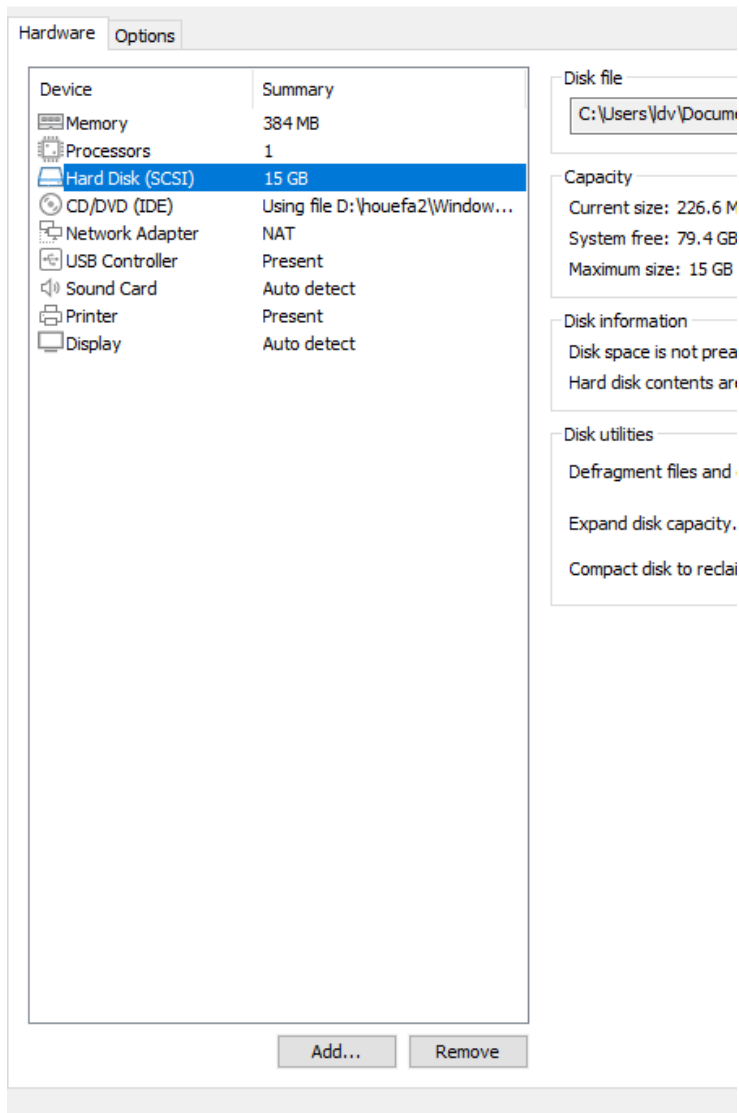 Hardware
Options
Device Summary
Memory 384 MB
Processors 1
Hard Disk (SCSI) 15 GB
CD/DVD (IDE) Using file D:\houefa2\Window...
Network Adapter NAT
USB Controller Present
Sound Card Auto detect
Printer Present
Display Auto detect
Add...
Remove
Disk file
C:\Users\ldv\Docume
Capacity
Current size: 226.6 M
System free: 79.4 GB
Maximum size: 15 GB
Disk information
Disk space is not prea
Hard disk contents are
Disk utilities
Defragment files and
Expand disk capacity.
Compact disk to reclai